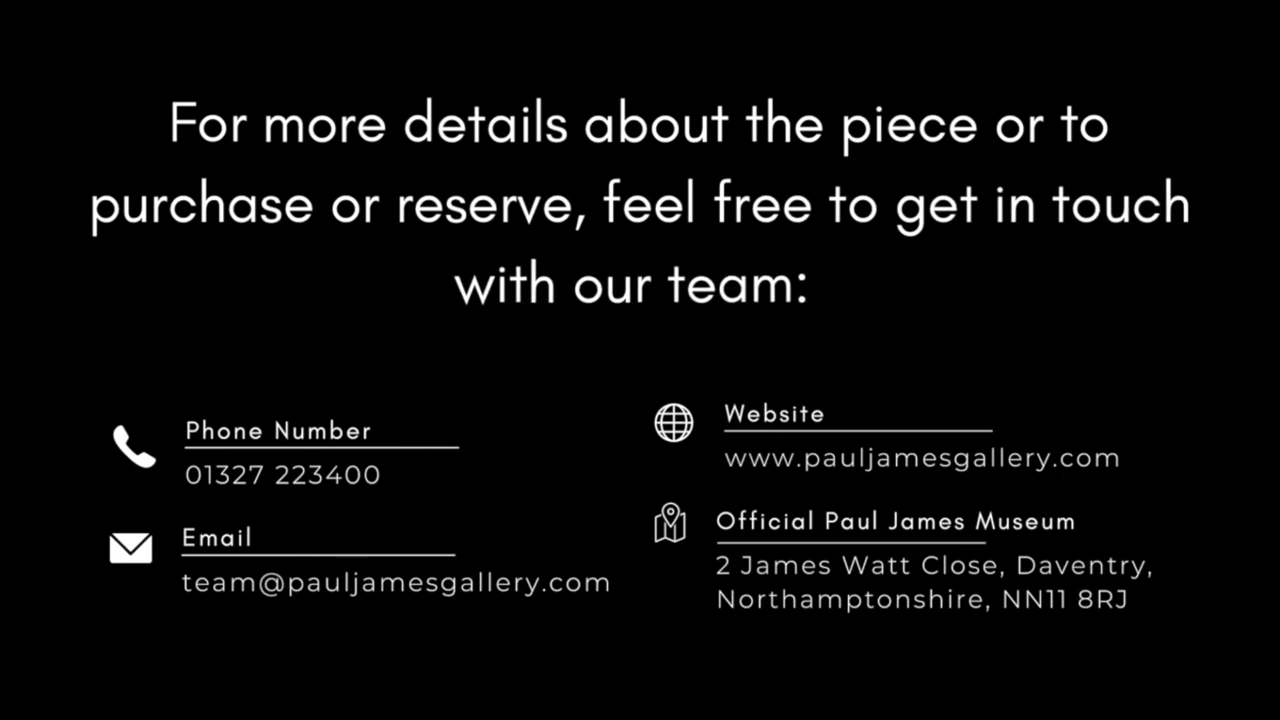 For more details about the piece or to
purchase or reserve, feel free to get in touch
with our team:
Phone Number
01327 223400
Email
team@pauljamesgallery.com
Website
www.pauljamesgallery.com
Official Paul James Museum
2 James Watt Close, Daventry,
Northamptonshire, NN11 8RJ